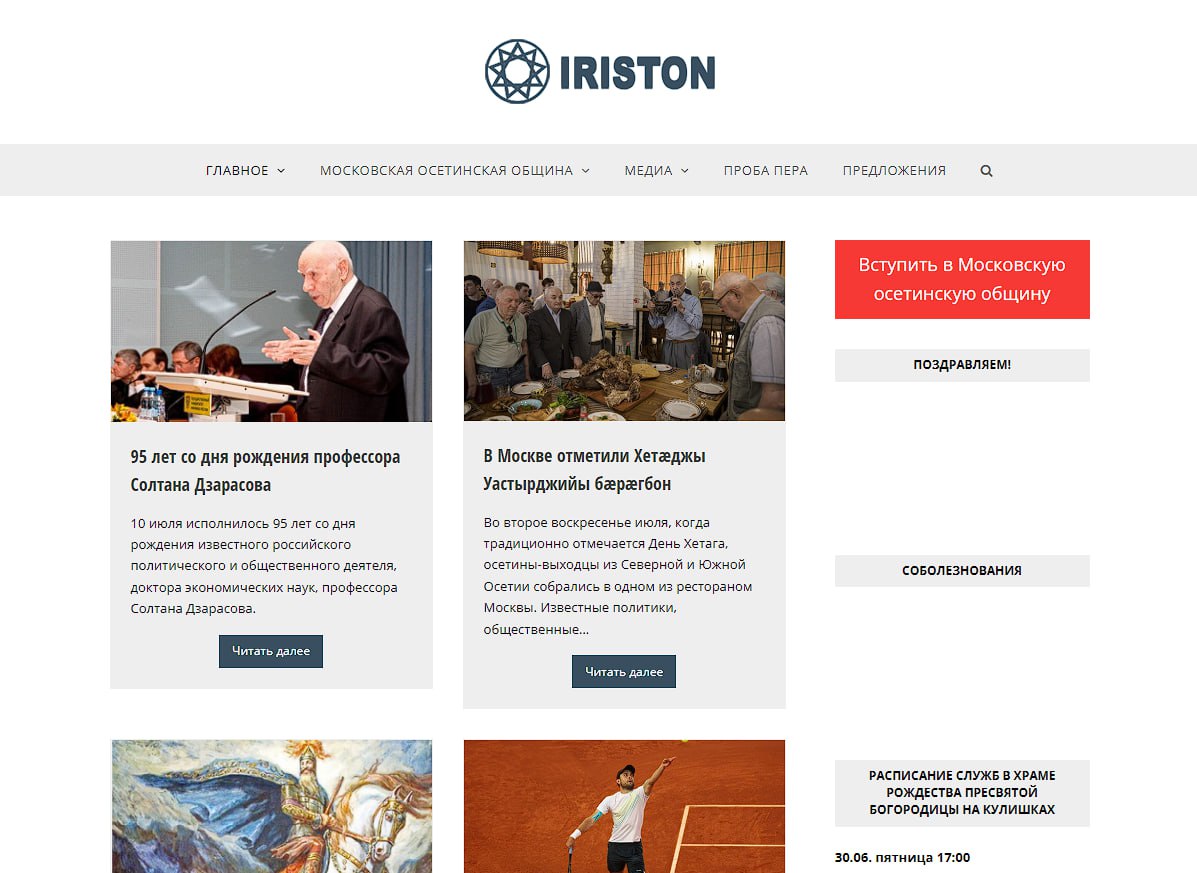 IRISTON
ГЛАВНОЕ
МОСКОВСКАЯ ОСЕТИНСКАЯ ОБЩИНА
МЕДИА
ПРОБА ПЕРА
ПРЕДЛОЖЕНИЯ
95 лет со дня рождения профессора
Солтана Дзарасова
10 июля исполнилось 95 лет со дня
рождения известного российского
политического и общественного деятеля,
доктора экономических наук, профессора
Солтана Дзарасова.
Читать далее
В Москве отметили Хетæджы
Уастырджийы бæрæгбон
Во второе воскресенье июля, когда
традиционно отмечается День Хетага,
осетины-выходцы из Северной и Южной
Осетии собрались в одном из ресторанов
Москвы. Известные политики,
общественные...
Читать далее
Вступить в Московскую
осетинскую общину
ПОЗДРАВЛЯЕМ!
СОБОЛЕЗНОВАНИЯ
РАСПИСАНИЕ СЛУЖБ В ХРАМЕ
РОЖДЕСТВА ПРЕСВЯТОЙ
БОГОРОДИЦЫ НА КУЛИШКАХ
30.06. пятница 17:00